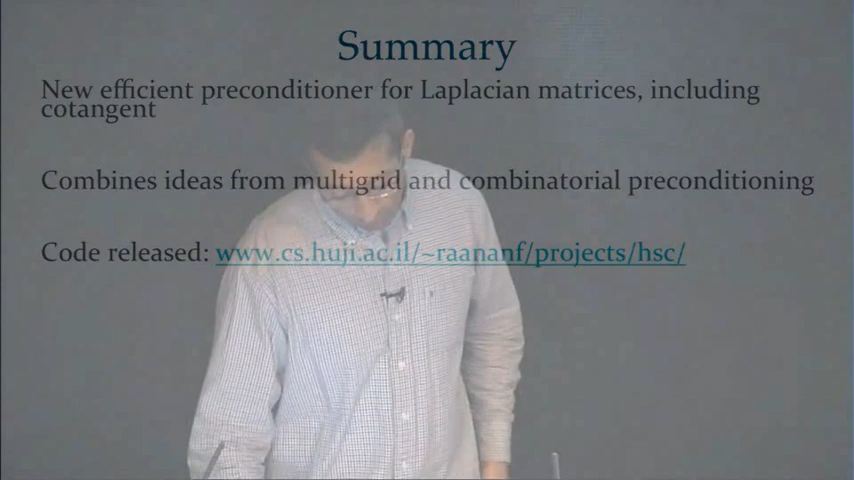 Summary
New efficient preconditioner for Laplacian matrices, including
cotangent
Combines ideas from multigrid and combinatorial preconditioning
Code released: www.cs.huji.ac.il/~raananf/projects/hsc/